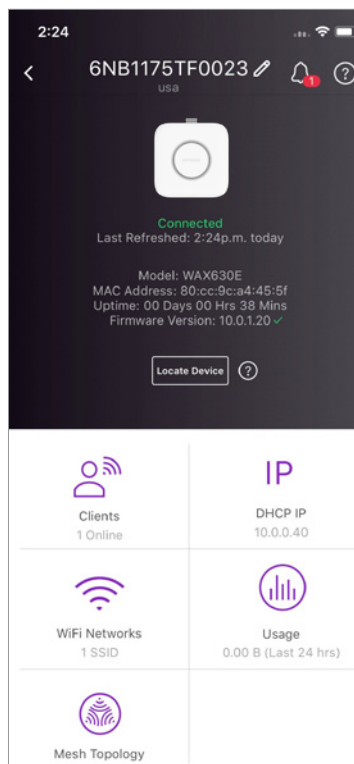 2:24
6NB1175TF0023
1
?
usa
Connected
Last Refreshed: 2:24p.m. today
Model: WAX630E
MAC Address: 80:cc:9c:a4:45:5f
Uptime: 00 Days 00 Hrs 38 Mins
Firmware Version: 10.0.1.20
Locate Device ?
IP
Clients
DHCP IP
1 Online
10.0.0.40
WiFi Networks
Usage
1 SSID
0.00 B (Last 24 hrs)
Mesh Topology